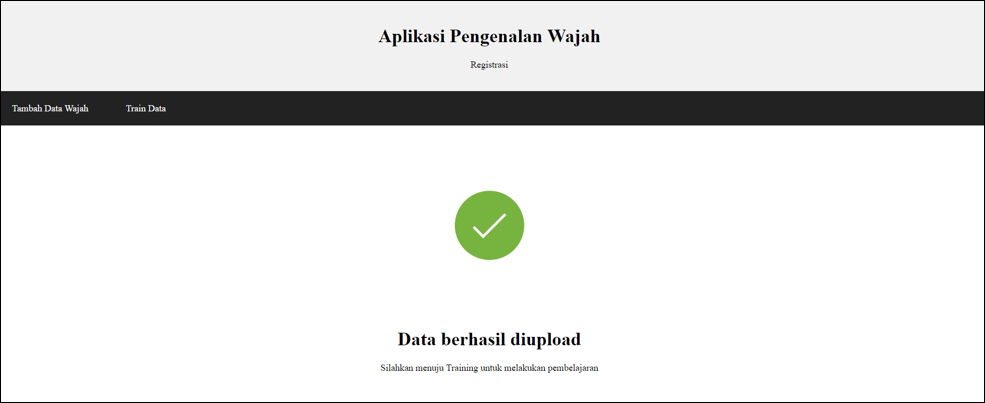 Aplikasi Pengenalan Wajah
Registrasi
Tambah Data Wajah Train Data
Data berhasil diupload
Silahkan menuju Training untuk melakukan pembelajaran